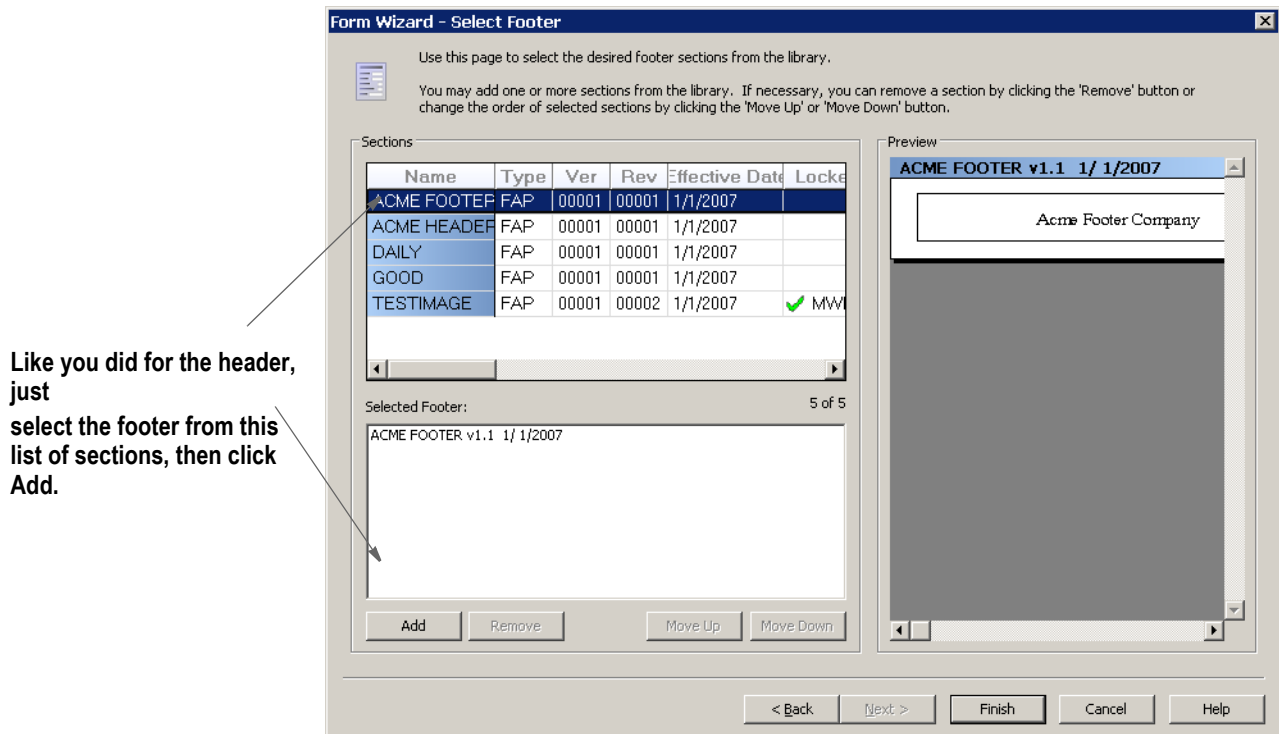 Form Wizard - Select Footer
Use this page to select the desired footer sections from the library.
You may add one or more sections from the library. If necessary, you can remove a section by clicking the 'Remove' button or
change the order of selected sections by clicking the 'Move Up' or 'Move Down' button.
Sections
Name Type Ver Rev Effective Date Locke
ACME FOOTER FAP 00001 00001 1/1/2007
ACME HEADER FAP 00001 00001 1/1/2007
DAILY FAP 00001 00001 1/1/2007
GOOD FAP 00001 00001 1/1/2007
TESTIMAGE FAP 00001 00002 1/1/2007 MWI
Preview
ACME FOOTER v1.1 1/ 1/2007
Acme Footer Company
Like you did for the header,
just
select the footer from this
list of sections, then click
Add.
Selected Footer: 5 of 5
ACME FOOTER v1.1 1/ 1/2007
Add Remove Move Up Move Down
< Back Next > Finish Cancel Help